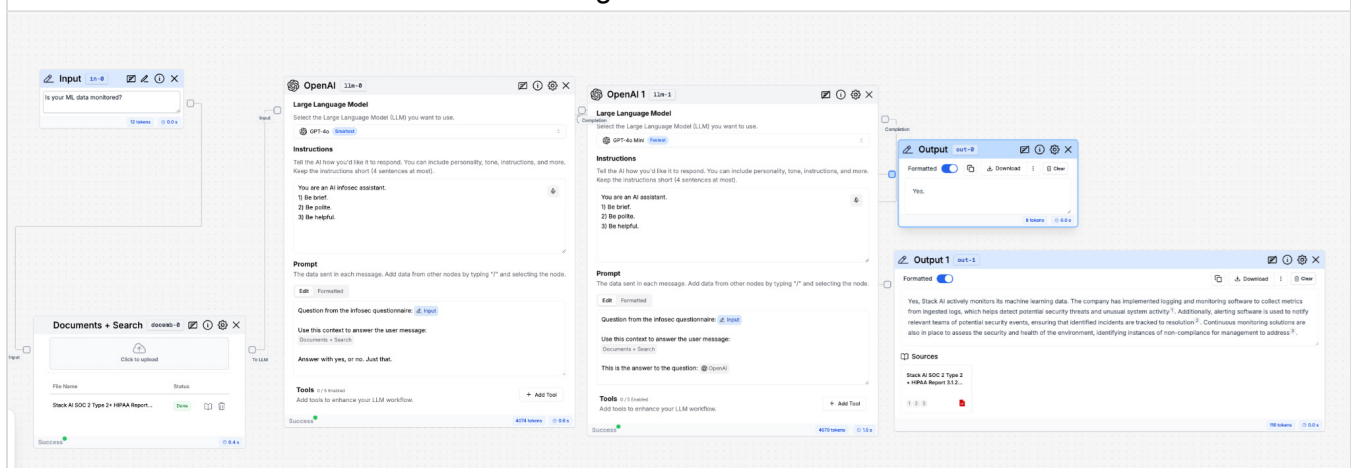 Input in-0
Is your ML data monitored?
12 tokens 0.0 s
Input
Documents + Search docemb-0
Click to upload
File Name Status
Stack AI SOC 2 Type 2+ HIPAA Report... Done
Success
0.4 s
Input
To LLM
OpenAI llm-0
Large Language Model
Select the Large Language Model (LLM) you want to use.
GPT-4o Smartest
Instructions
Tell the AI how you'd like it to respond. You can include personality, tone, instructions, and more.
Keep the instructions short (4 sentences at most).
You are an AI infosec assistant.
1) Be brief.
2) Be polite.
3) Be helpful.
Prompt
The data sent in each message. Add data from other nodes by typing "/" and selecting the node.
Edit Formatted
Question from the infosec questionnaire: Input
Use this context to answer the user message:
Documents + Search
Answer with yes, or no. Just that.
Tools 0 / 5 Enabled
Add tools to enhance your LLM workflow.
+ Add Tool
Success
4074 tokens 0.6 s
Completion
OpenAI 1 llm-1
Large Language Model
Select the Large Language Model (LLM) you want to use.
GPT-4o Mini Fastest
Instructions
Tell the AI how you'd like it to respond. You can include personality, tone, instructions, and more.
Keep the instructions short (4 sentences at most).
You are an AI assistant.
1) Be brief.
2) Be polite.
3) Be helpful.
Prompt
The data sent in each message. Add data from other nodes by typing "/" and selecting the node.
Edit Formatted
Question from the infosec questionnaire: Input
Use this context to answer the user message:
Documents + Search
This is the answer to the question: OpenAI
Tools 0 / 5 Enabled
Add tools to enhance your LLM workflow.
+ Add Tool
Success
Completion
Output out-0
Formatted Download Clear
Yes.
0.0 s
Output 1 out-1
Formatted Download Clear
Yes, Stack AI actively monitors its machine learning data. The company has implemented logging and monitoring software to collect metrics
from ingested logs, which helps detect potential security threats and unusual system activity 1. Additionally, alerting software is used to notify
relevant teams of potential security events, ensuring that identified incidents are tracked to resolution 2. Continuous monitoring solutions are
also in place to assess the security and health of the environment, identifying instances of non-compliance for management to address 3.
Sources
Stack AI SOC 2 Type 2
+ HIPAA Report 3.1.2...
1 2 3
0.0 s